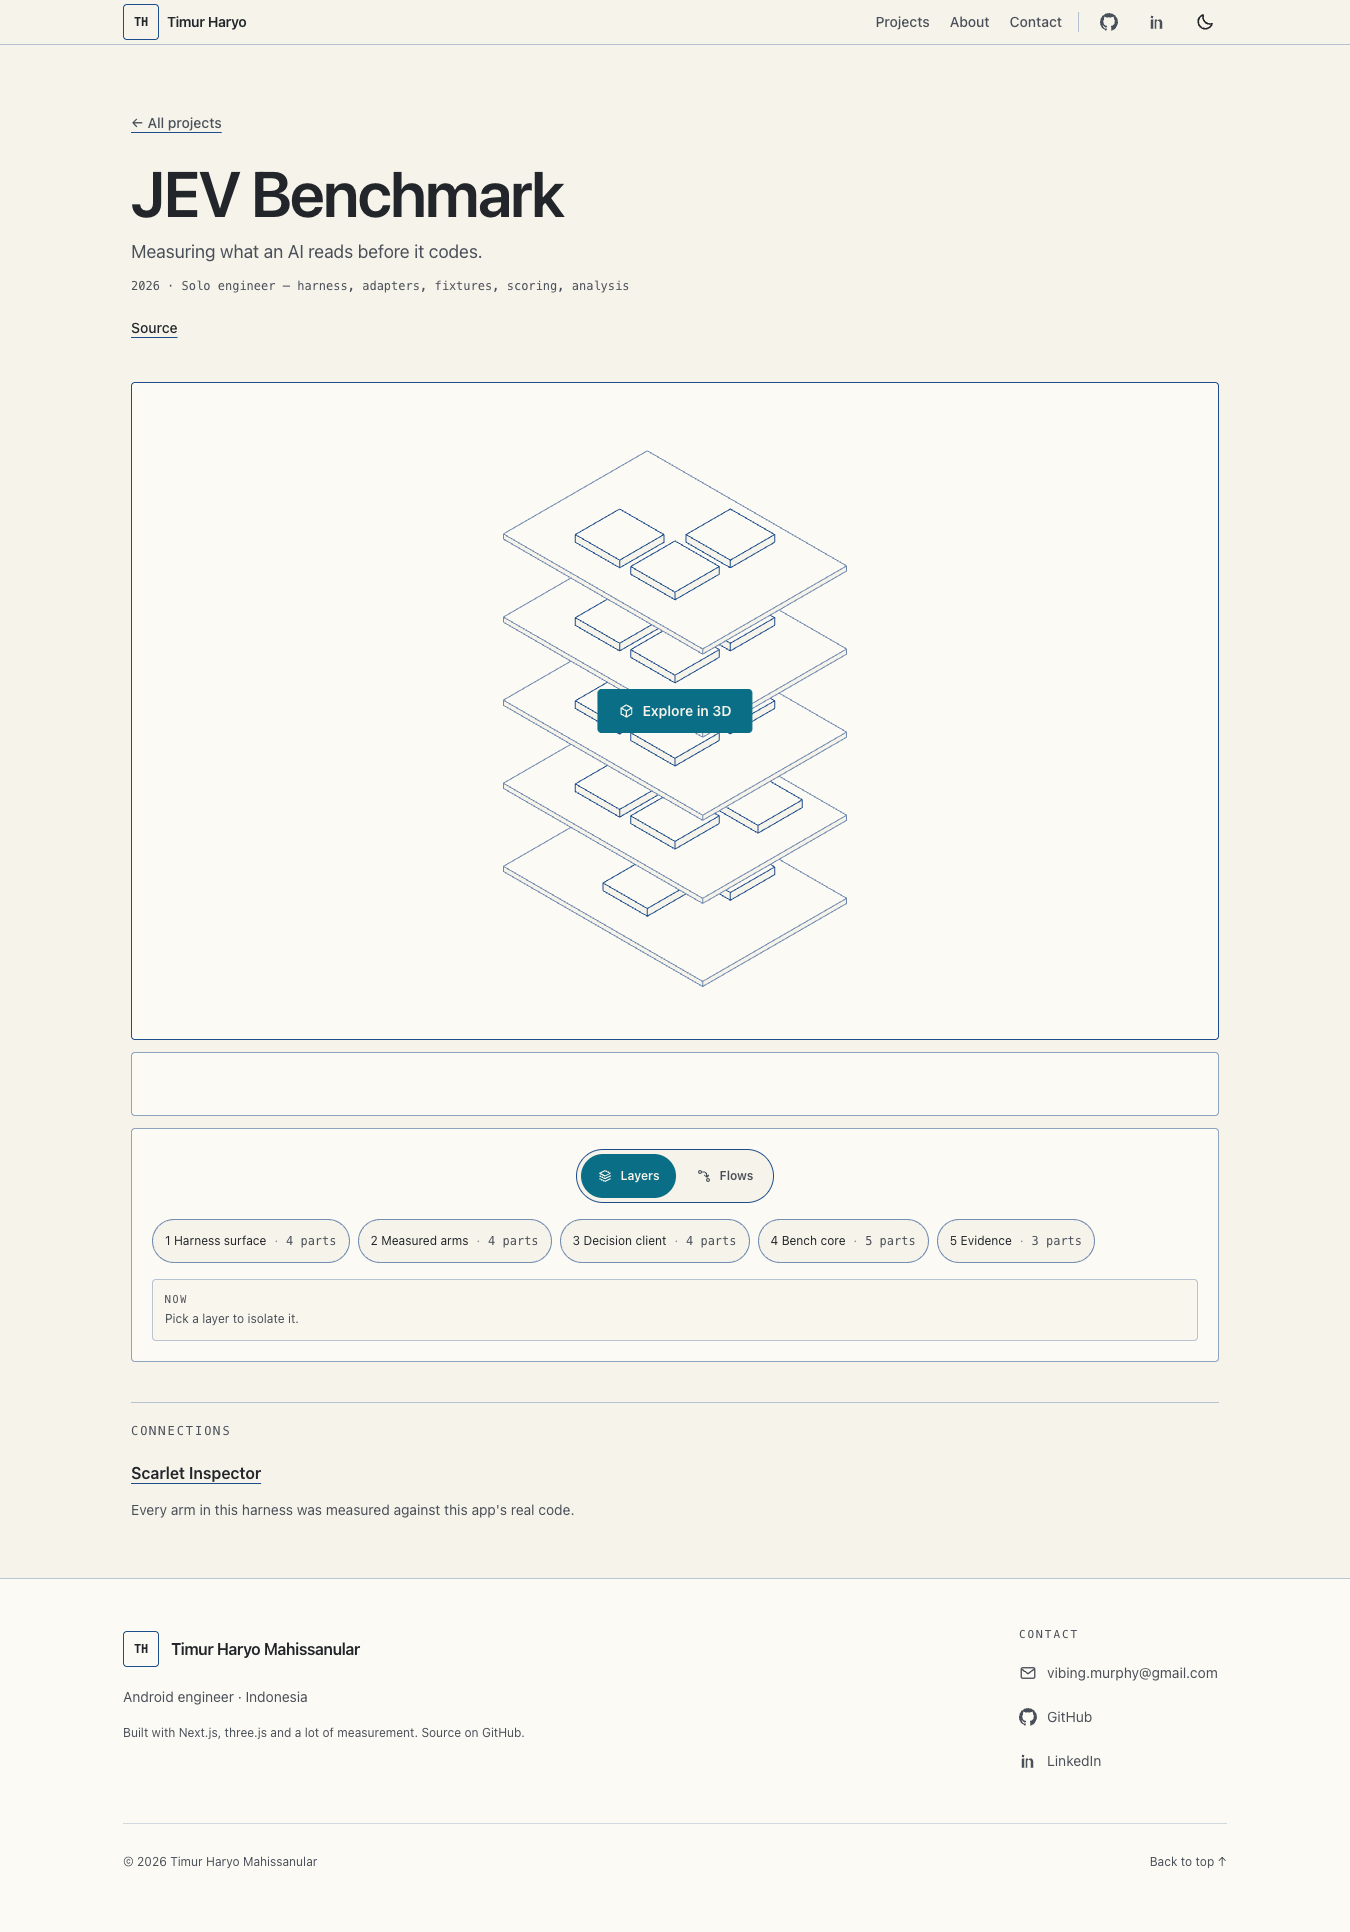 TH Timur Haryo Projects About Contact in
← All projects
JEV Benchmark
Measuring what an AI reads before it codes.
2026 · Solo engineer — harness, adapters, fixtures, scoring, analysis
Source
Explore in 3D
Layers Flows
1 Harness surface · 4 parts 2 Measured arms · 4 parts 3 Decision client · 4 parts 4 Bench core · 5 parts 5 Evidence · 3 parts
NOW
Pick a layer to isolate it.
CONNECTIONS
Scarlet Inspector
Every arm in this harness was measured against this app's real code.
TH Timur Haryo Mahissanular
Android engineer · Indonesia
Built with Next.js, three.js and a lot of measurement. Source on GitHub.
CONTACT
vibing.murphy@gmail.com
GitHub
in LinkedIn
© 2026 Timur Haryo Mahissanular
Back to top ↑